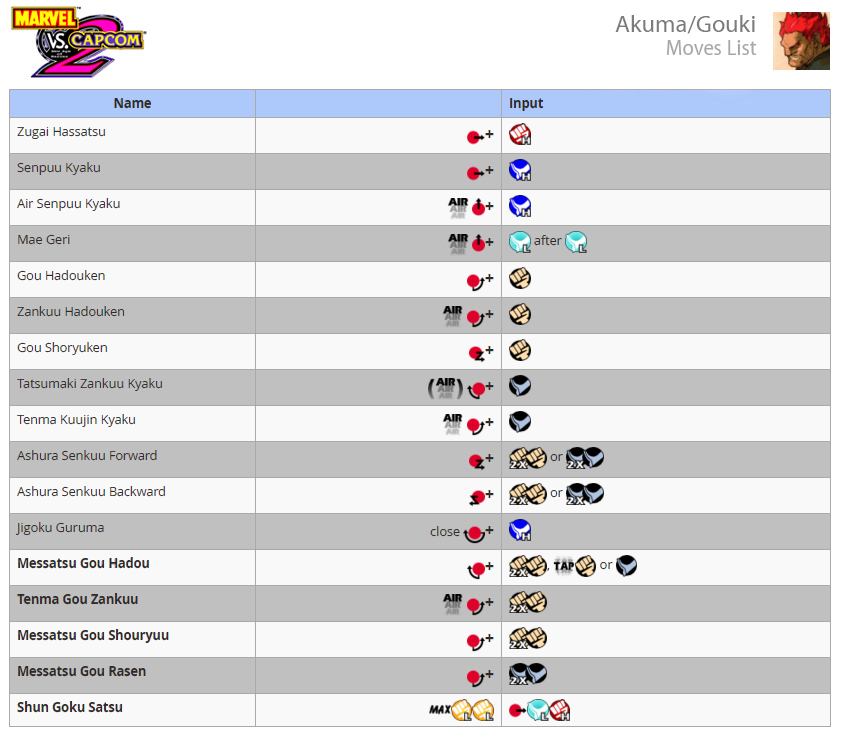 MARVEL
VS. CAPCOM
2
Akuma/Gouki
Moves List
Name Input
Zugai Hassatsu + H
Senpuu Kyaku + H
Air Senpuu Kyaku AIR + H
Mae Geri AIR + L after L
Gou Hadouken +
Zankuu Hadouken AIR +
Gou Shoryuken +
Tatsumaki Zankuu Kyaku (AIR) +
Tenma Kuujin Kyaku AIR +
Ashura Senkuu Forward + 2X or 2X
Ashura Senkuu Backward + 2X or 2X
Jigoku Guruma close + H
Messatsu Gou Hadou + 2X, TAP or
Tenma Gou Zankuu AIR + 2X
Messatsu Gou Shouryuu + 2X
Messatsu Gou Rasen + 2X
Shun Goku Satsu MAX L L L H